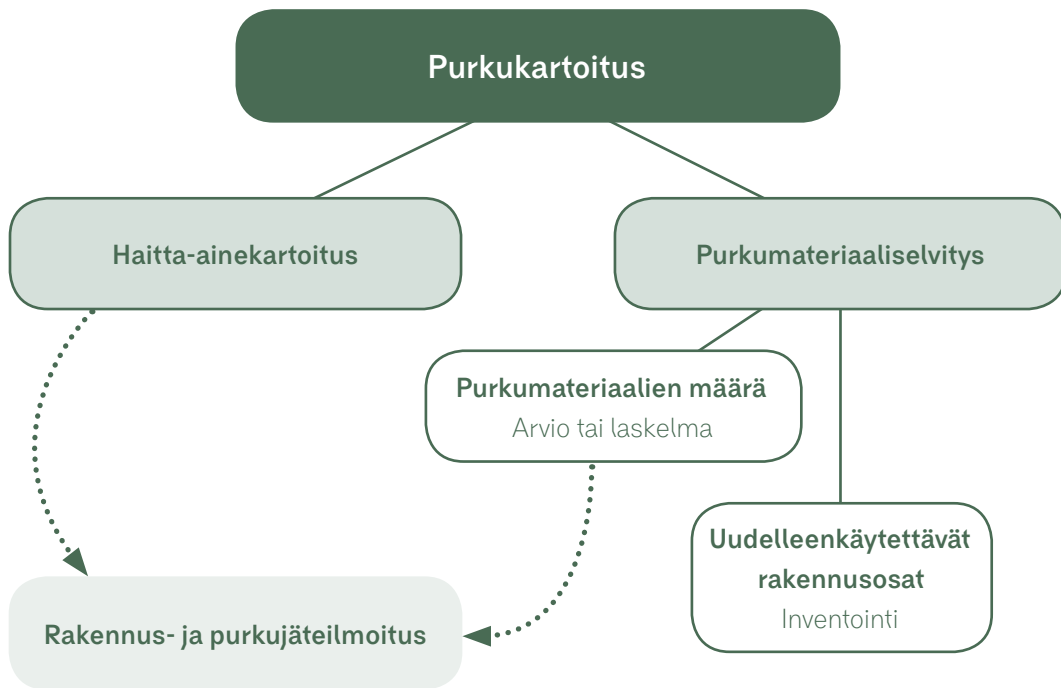 Purkukartoitus
Haitta-ainekartoitus
Purkumateriaaliselvitys
Purkumateriaalien määrä
Arvio tai laskelma
Uudelleenkäytettävät
rakennusosat
Inventointi
Rakennus- ja purkujäteilmoitus